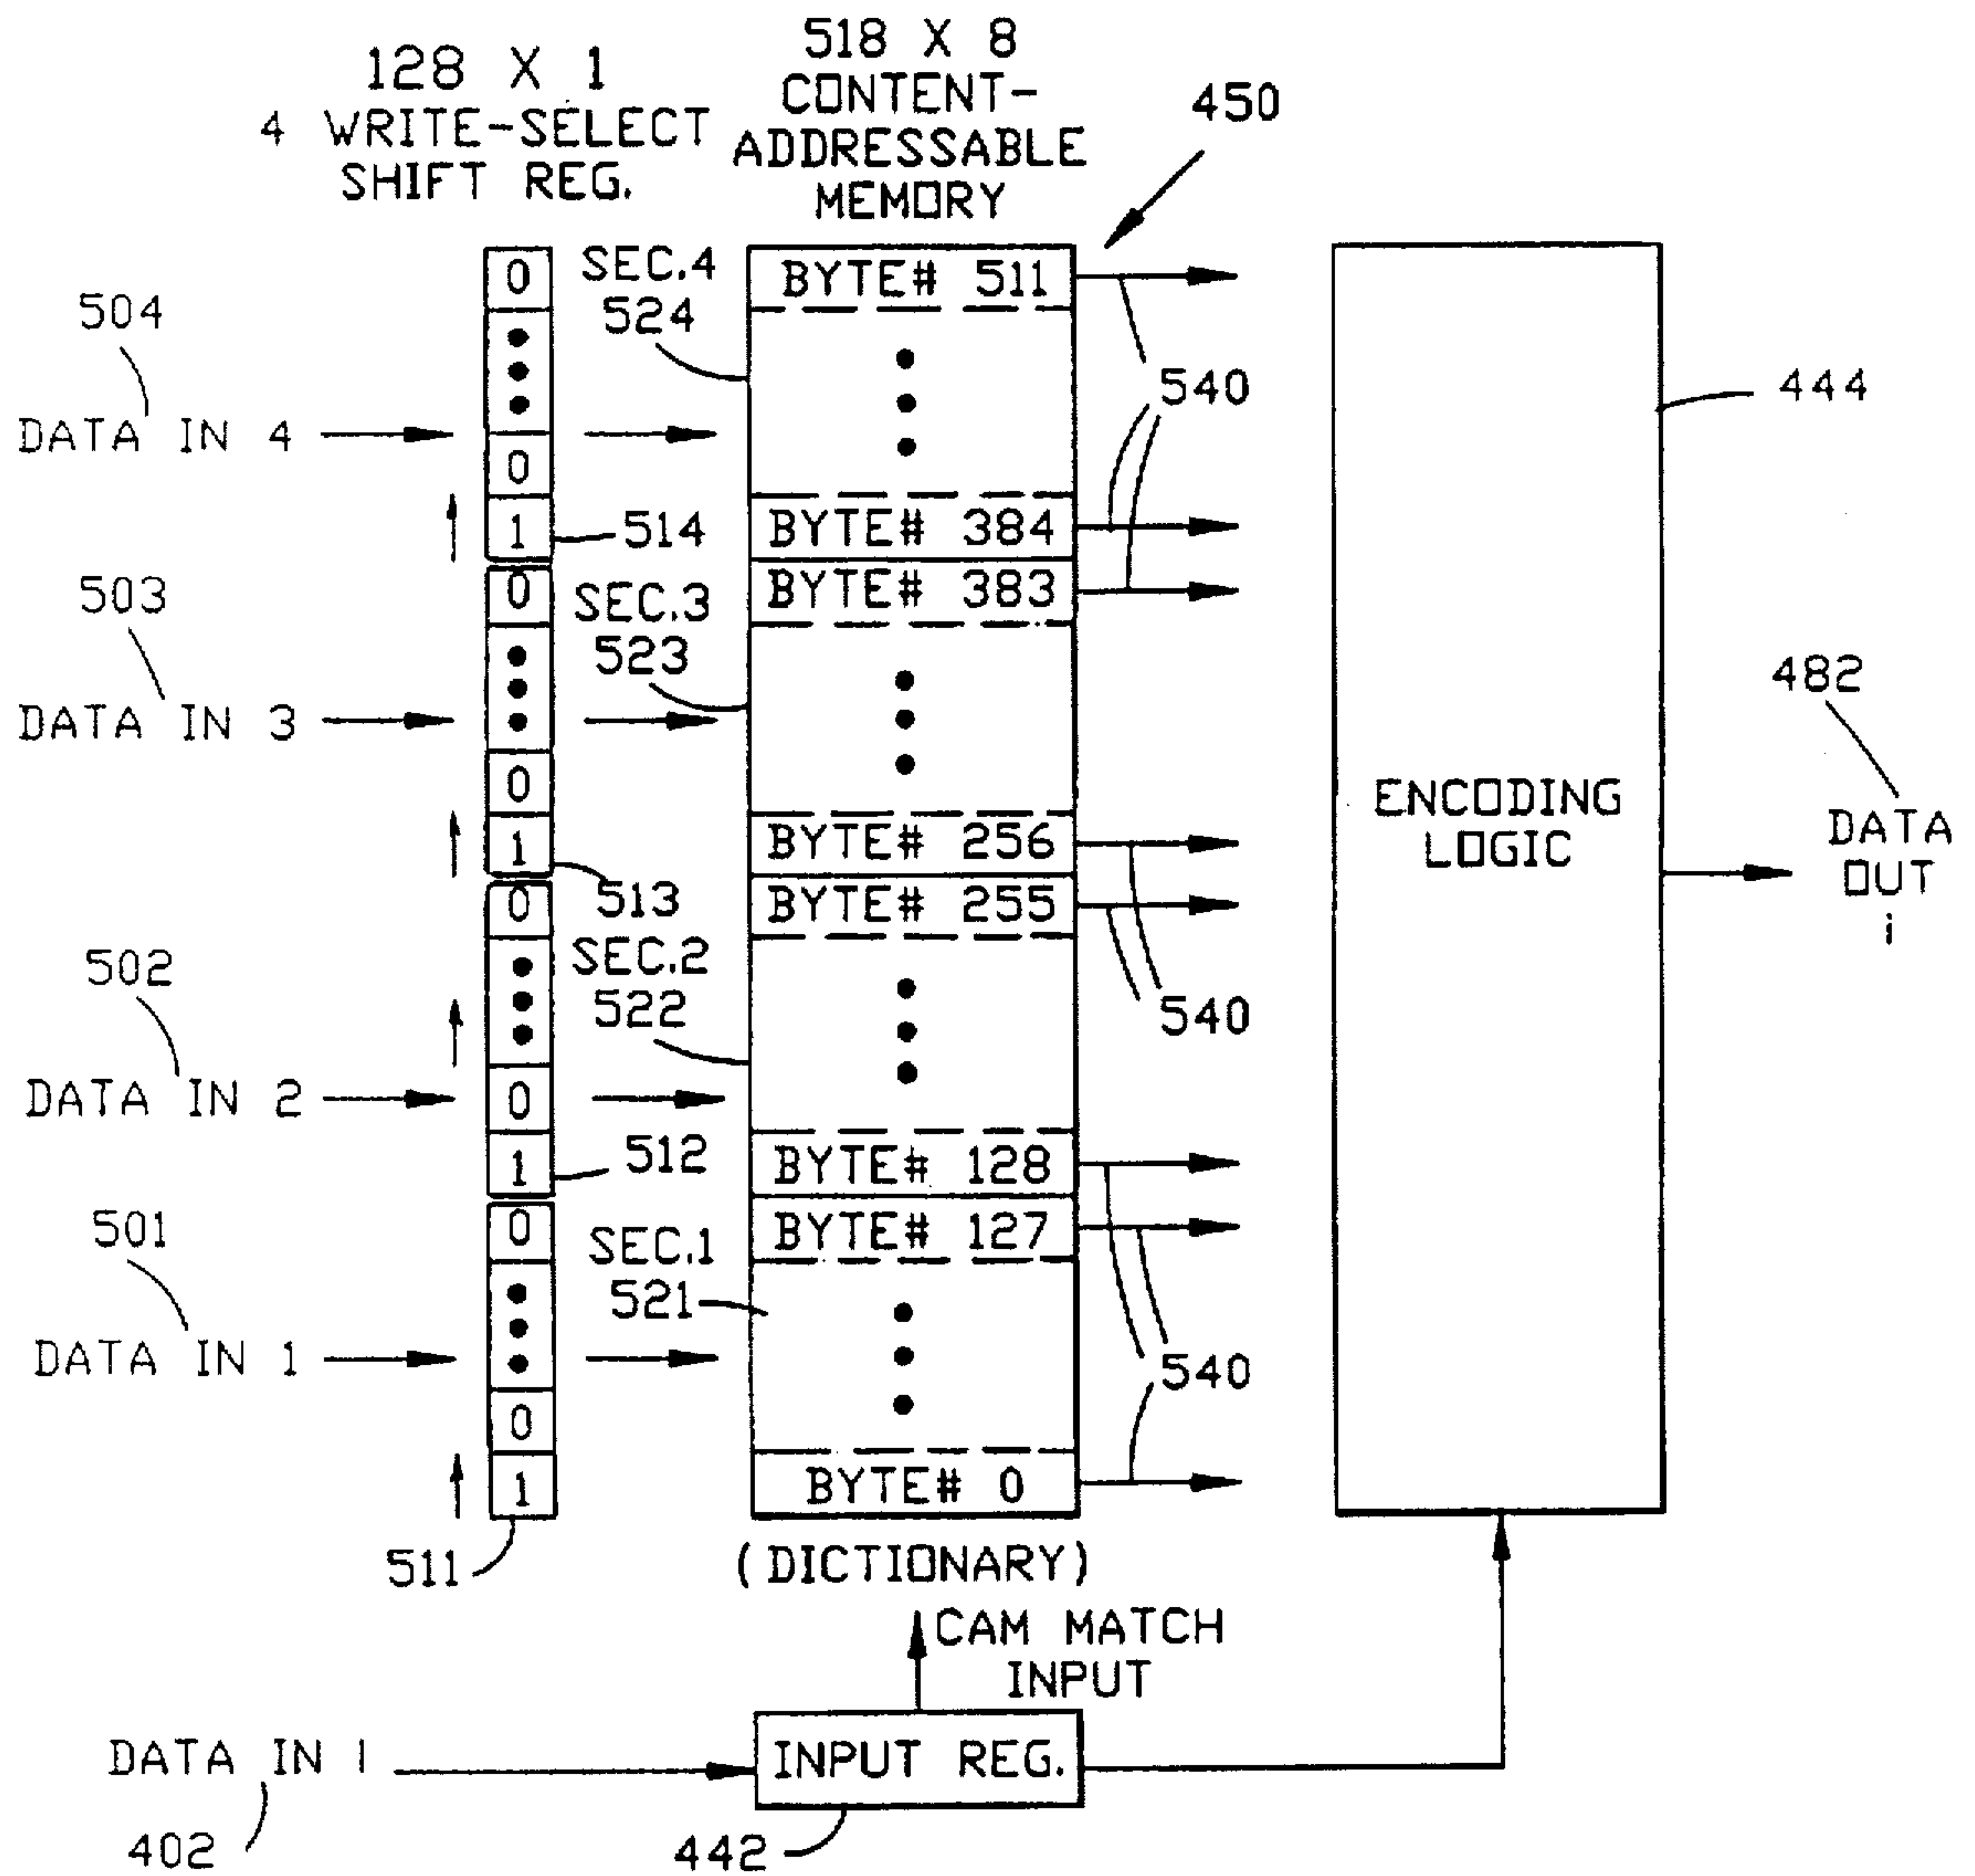 128 X 1
4 WRITE-SELECT
SHIFT REG.
518 X 8
CONTENT-
ADDRESSABLE
MEMORY
450
0
0
1
514
SEC.4
524
BYTE# 511
BYTE# 384
540
504
DATA IN 4
444
0
0
1
513
SEC.3
523
BYTE# 383
BYTE# 256
503
DATA IN 3
ENCODING
LOGIC
482
DATA
OUT
i
0
0
1
512
SEC.2
522
BYTE# 255
BYTE# 128
540
502
DATA IN 2
0
0
1
511
SEC.1
521
BYTE# 127
BYTE# 0
540
501
DATA IN 1
(DICTIONARY)
CAM MATCH
INPUT
DATA IN I
402
INPUT REG.
442